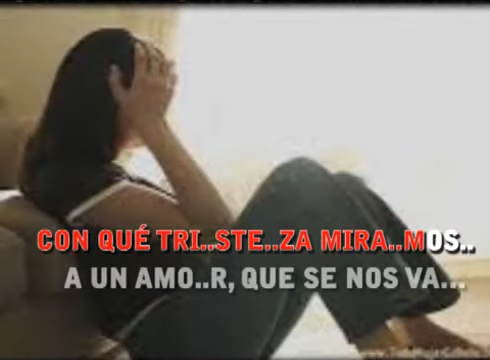 CON QUÉ TRI..STE..ZA MIRA..MOS..
A UN AMO..R, QUE SE NOS VA...